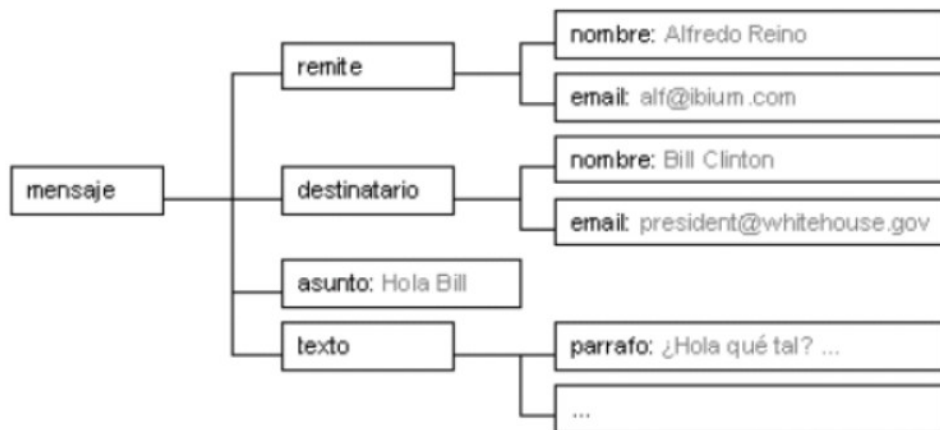 nombre: Alfredo Reino
remite
email: alf@ibium.com
nombre: Bill Clinton
mensaje
destinatario
email: president@whitehouse.gov
asunto: Hola Bill
texto
parrafo: ¿Hola qué tal? ...
...